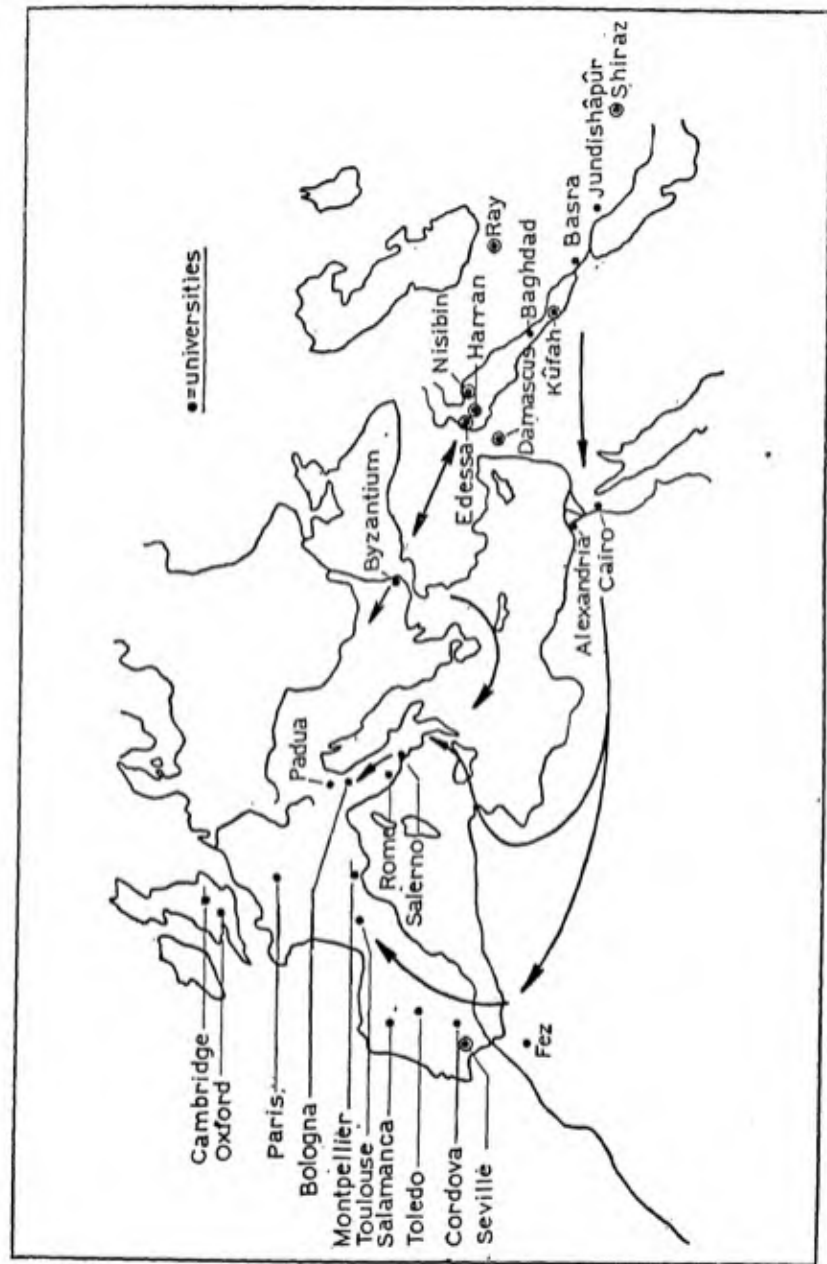 ●=universities
Cambridge
Oxford
Paris
Bologna
Montpellier
Toulouse
Salamanca
Toledo
Cordova
Sevillè
Padua
Rome
Salerno
Fez
Byzantium
Edessa
Nisibin
Harran
Ray
Damascus
Baghdad
Kûfah
Basra
Jundishâpûr
Shiraz
Alexandria
Cairo